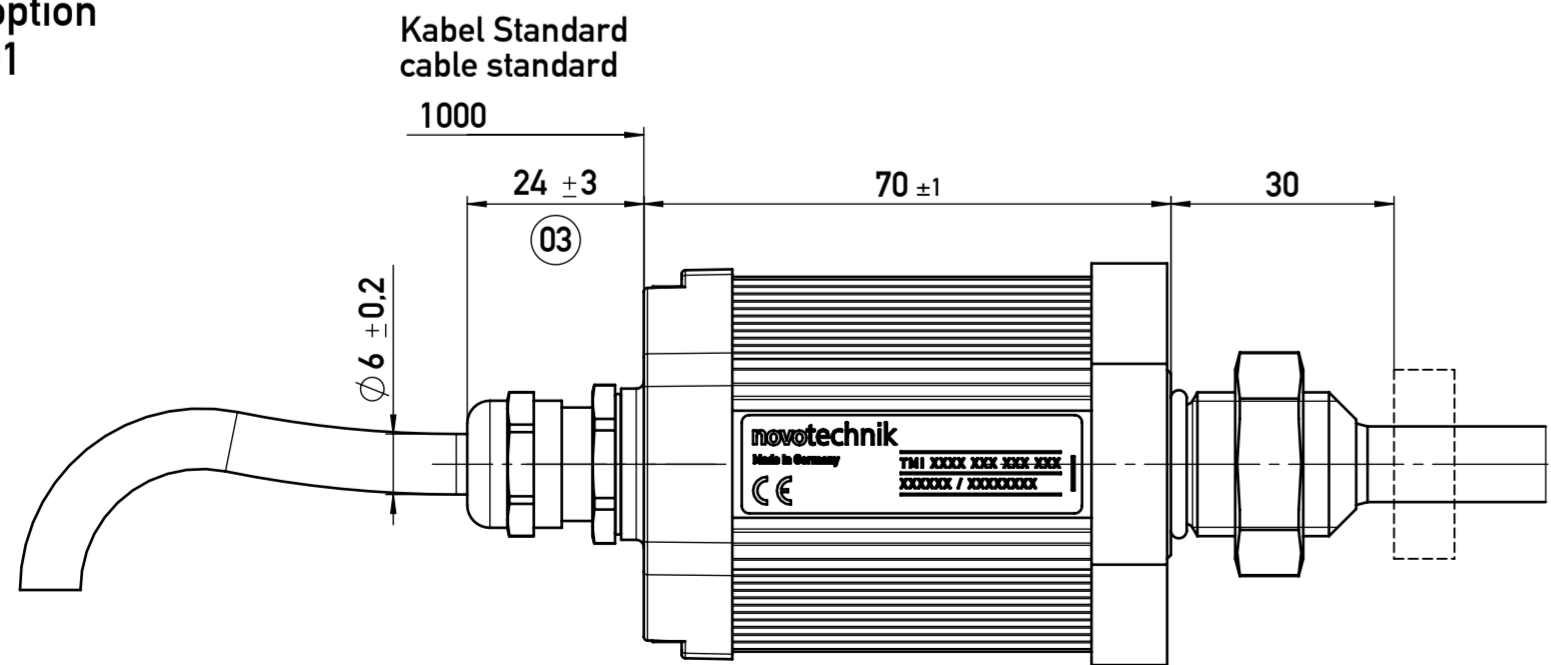 option
1
Kabel Standard
cable standard
1000
24 ±3
70 ±1
30
03
Ø6 ±0,2
novotechnik
Made in Germany
CE
TMI XXXX XXX XXX XXX
XXXXXX / XXXXXXXX